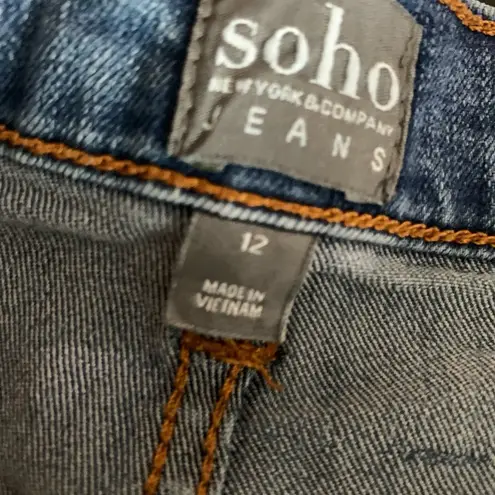 soho
NEW YORK & COMPANY
JEANS
12
MADE IN
VIETNAM